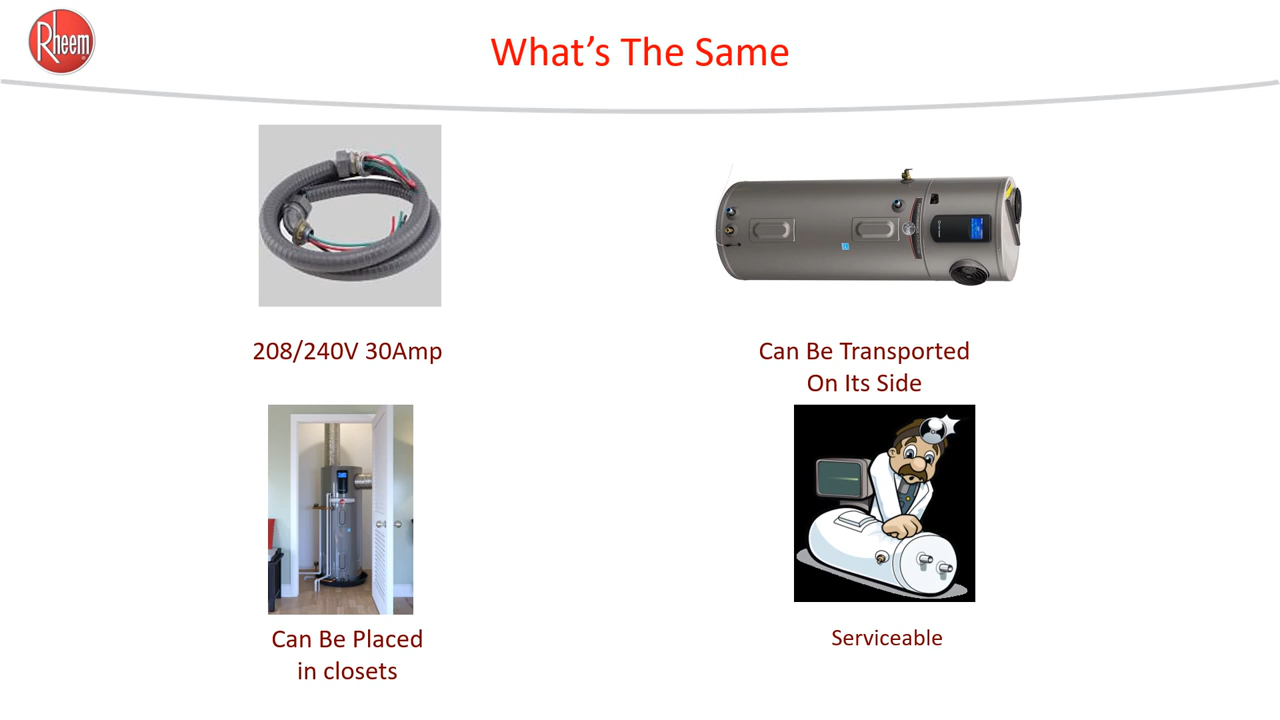 Rheem
What's The Same
208/240V 30Amp
Can Be Transported
On Its Side
Can Be Placed
in closets
Serviceable